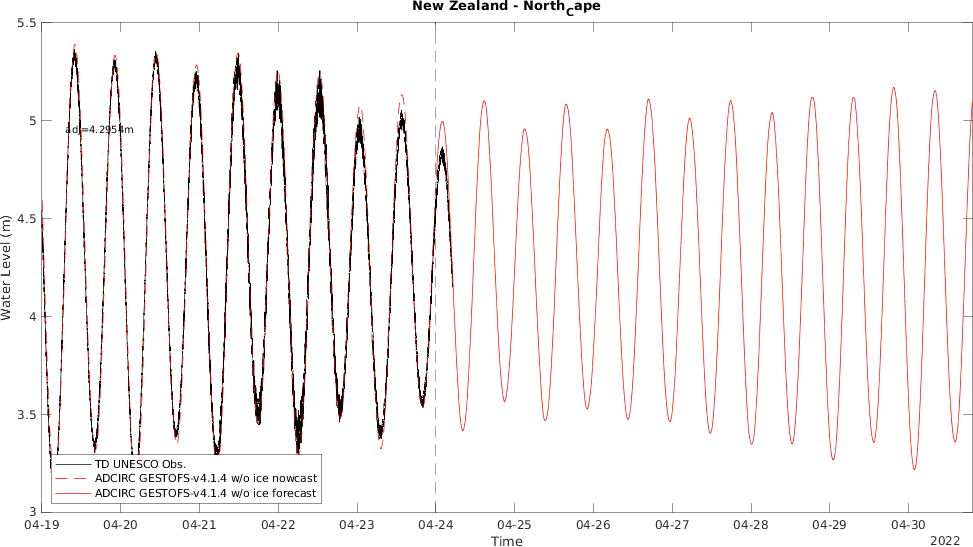 New Zealand - NorthCape
5.5
5
4.5
4
3.5
3
Water Level (m)
adj=4.2954m
TD UNESCO Obs.
ADCIRC GESTOFS-v4.1.4 w/o ice nowcast
ADCIRC GESTOFS-v4.1.4 w/o ice forecast
04-19 04-20 04-21 04-22 04-23 04-24 04-25 04-26 04-27 04-28 04-29 04-30
Time
2022